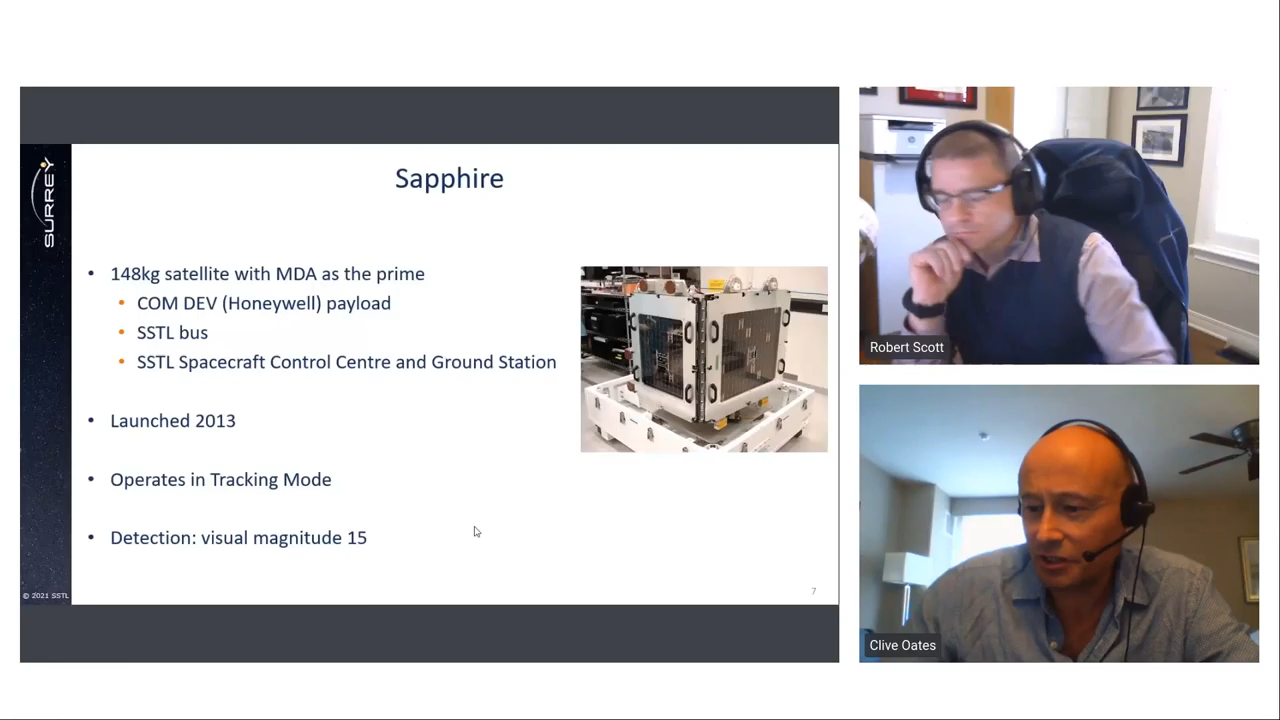 SURREY
Sapphire
• 148kg satellite with MDA as the prime
• COM DEV (Honeywell) payload
• SSTL bus
• SSTL Spacecraft Control Centre and Ground Station
• Launched 2013
• Operates in Tracking Mode
• Detection: visual magnitude 15
© 2021 SSTL
7
Robert Scott
Clive Oates